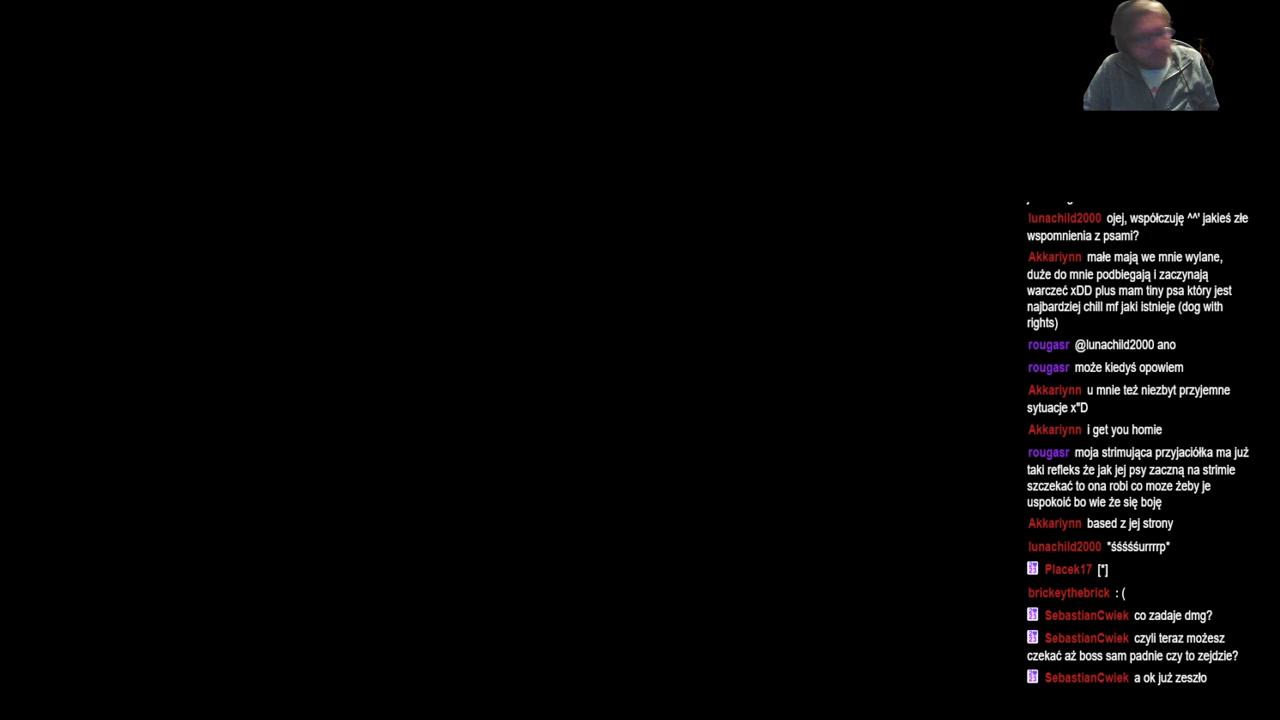 lunachild2000 ojej, współczuję ^^' jakieś złe
wspomnienia z psami?
Akkariynn małe mają we mnie wylane,
duże do mnie podbiegają i zaczynają
warczeć xDD plus mam tiny psa który jest
najbardziej chill mf jaki istnieje (dog with
rights)
rougasr @lunachild2000 ano
rougasr może kiedyś opowiem
Akkariynn u mnie też niezbyt przyjemne
sytuacje x"D
Akkariynn i get you homie
rougasr moja strimująca przyjaciółka ma już
taki refleks że jak jej psy zaczną na strimie
szczekać to ona robi co moze żeby je
uspokoić bo wie że się boję
Akkariynn based z jej strony
lunachild2000 *śśśśśurrrrp*
Placek17 [*]
brickeythebrick : (
SebastianCwiek co zadaje dmg?
SebastianCwiek czyli teraz możesz
czekać aż boss sam padnie czy to zejdzie?
SebastianCwiek a ok już zeszło